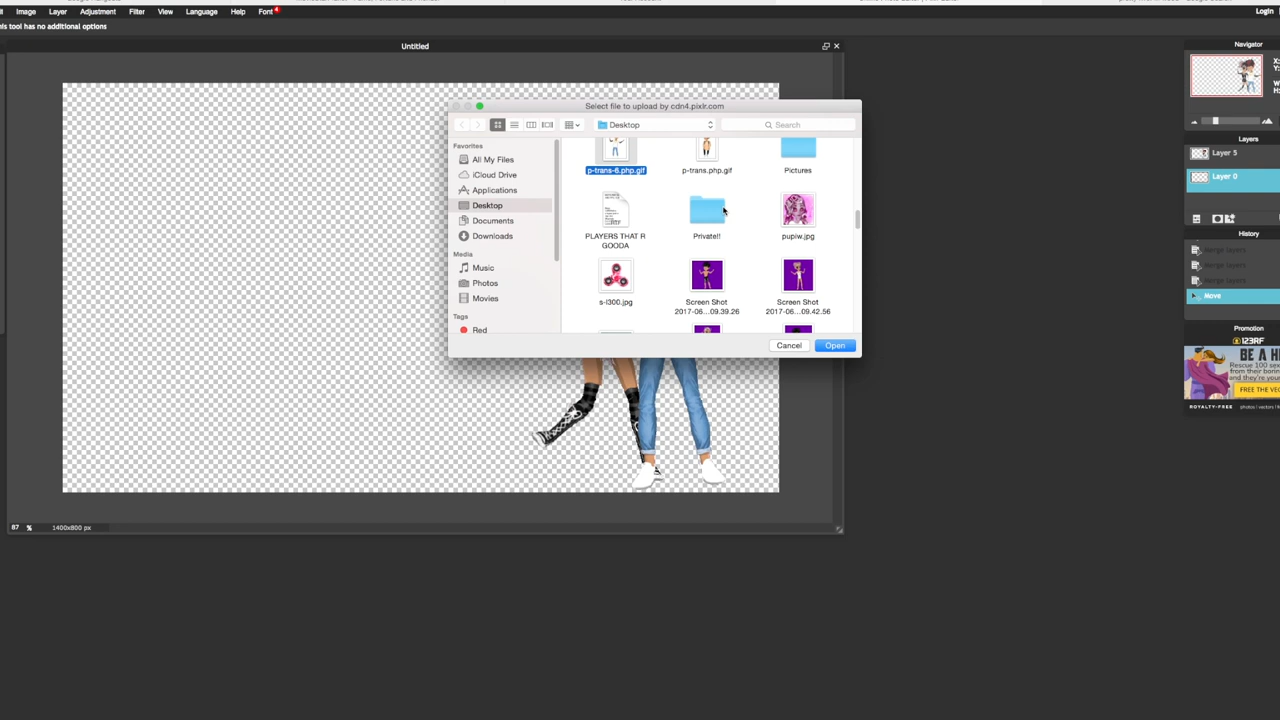 Image Layer Adjustment Filter View Language Help Font 4 Login
his tool has no additional options
Untitled
Navigator
X:
Y:
W:
H:
Select file to upload by cdn4.pixlr.com
Desktop
Search
Favorites
All My Files
iCloud Drive
Applications
Desktop
Documents
Downloads
Media
Music
Photos
Movies
Tags
Red
p-trans-6.php.gif
p-trans.php.gif
Pictures
PLAYERS THAT R
GOODA
Private!!
pupiw.jpg
s-l300.jpg
Screen Shot
2017-06...09.39.26
Screen Shot
2017-06...09.42.56
Cancel
Open
Layers
Layer 5
Layer 0
History
Merge layers
Merge layers
Merge layers
Move
Promotion
123RF
BE A H
Rescue 100 sex
from their borin
and they're your
FREE THE VEC
ROYALTY-FREE photos | vectors |
87 % 1400x800 px